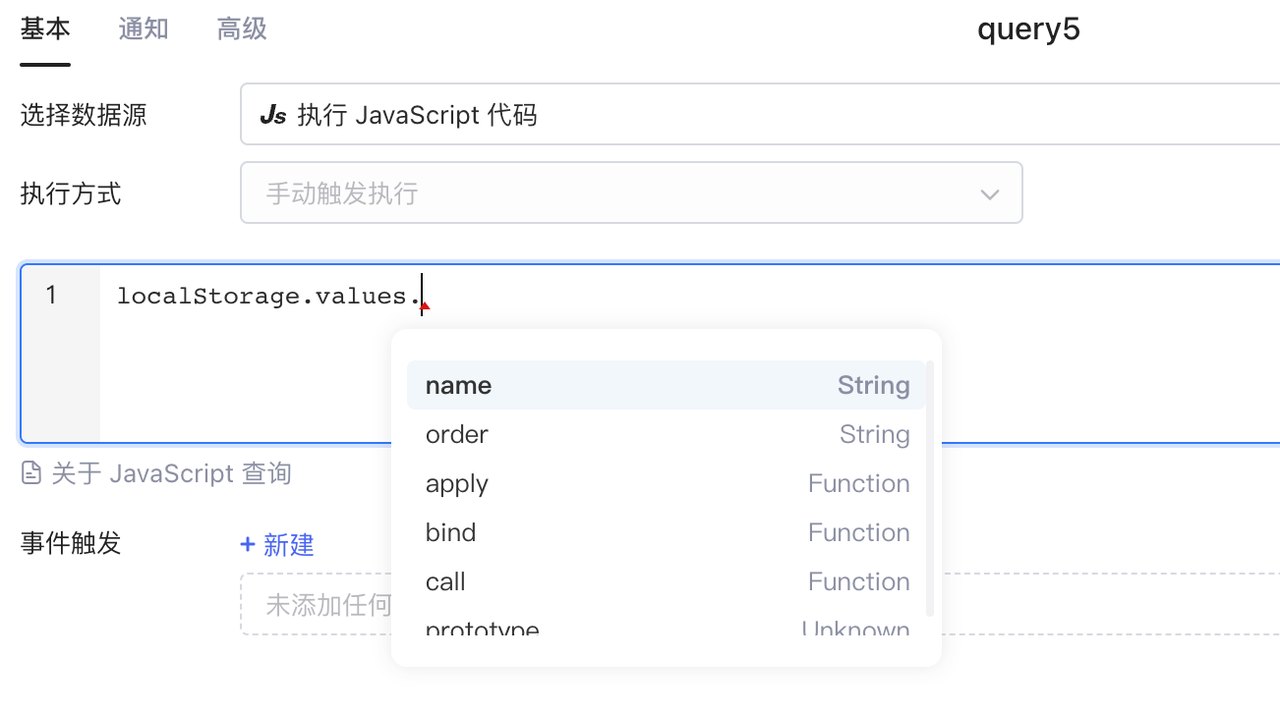 基本 通知 高级 query5
选择数据源 Js 执行 JavaScript 代码
执行方式 手动触发执行
1 localStorage.values.
name String
order String
apply Function
bind Function
call Function
prototype Unknown
关于 JavaScript 查询
事件触发 + 新建
未添加任何